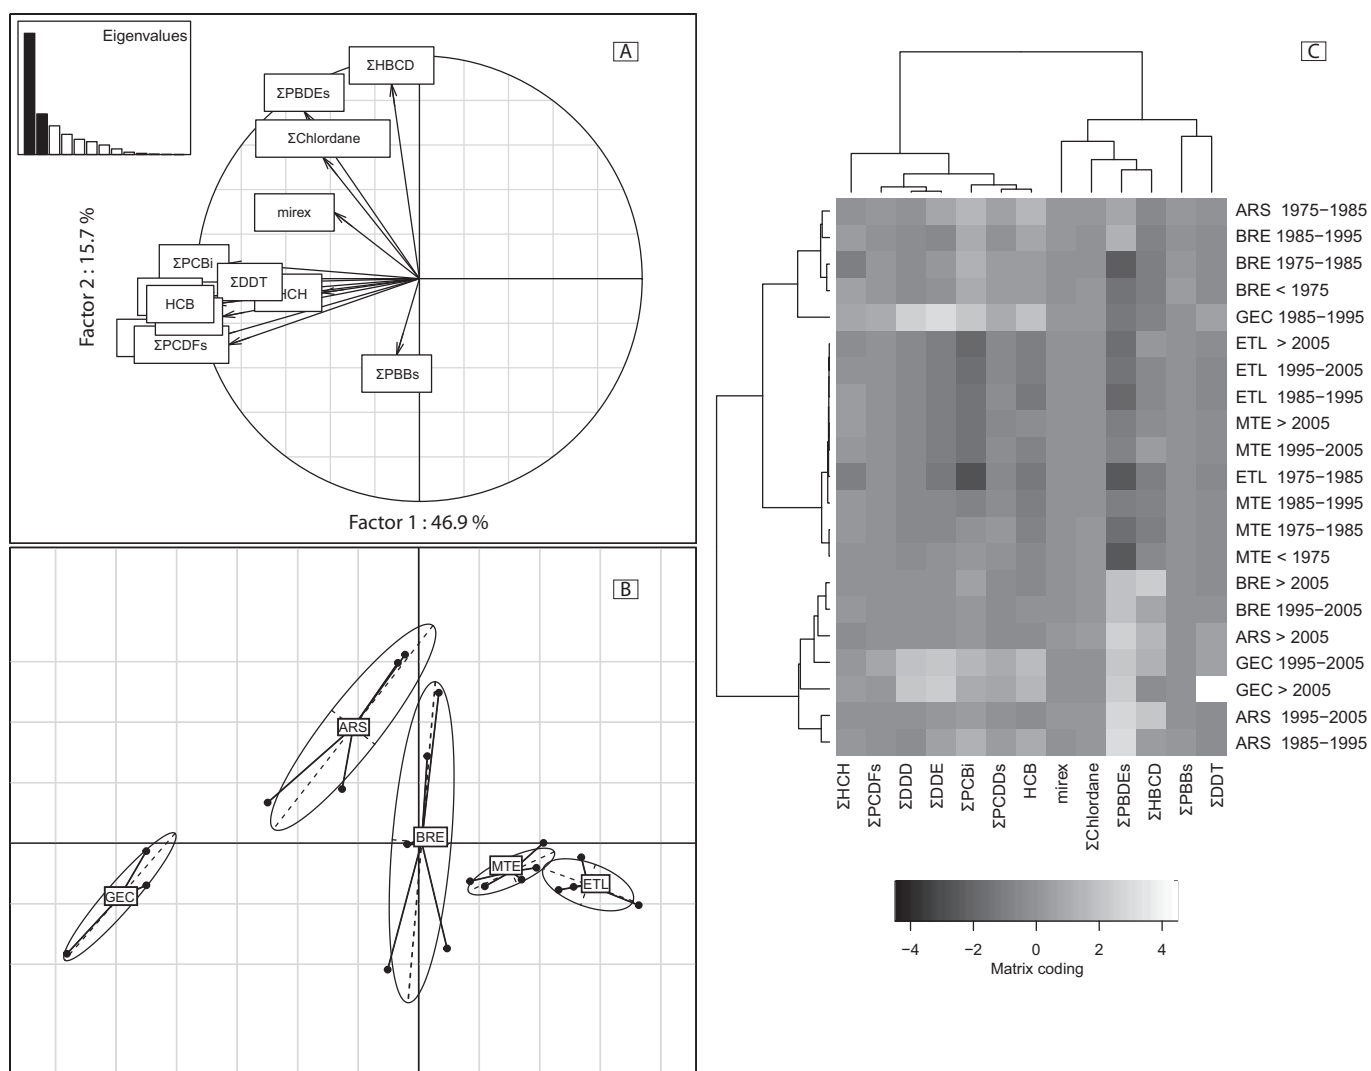 Eigenvalues
A
ΣHBCD
ΣPBDEs
ΣChlordane
mirex
ΣPCBi
ΣDDT
HCH
HCB
ΣPCDFs
ΣPBBs
Factor 2 : 15.7 %
Factor 1 : 46.9 %
B
ARS
BRE
MTE
ETL
GEC
C
ARS 1975−1985
BRE 1985−1995
BRE 1975−1985
BRE < 1975
GEC 1985−1995
ETL > 2005
ETL 1995−2005
ETL 1985−1995
MTE > 2005
MTE 1995−2005
ETL 1975−1985
MTE 1985−1995
MTE 1975−1985
MTE < 1975
BRE > 2005
BRE 1995−2005
ARS > 2005
GEC 1995−2005
GEC > 2005
ARS 1995−2005
ARS 1985−1995
ΣHCH
ΣPCDFs
ΣDDD
ΣDDE
ΣPCBi
ΣPCDDs
HCB
mirex
ΣChlordane
ΣPBDEs
ΣHBCD
ΣPBBs
ΣDDT
−4 −2 0 2 4
Matrix coding